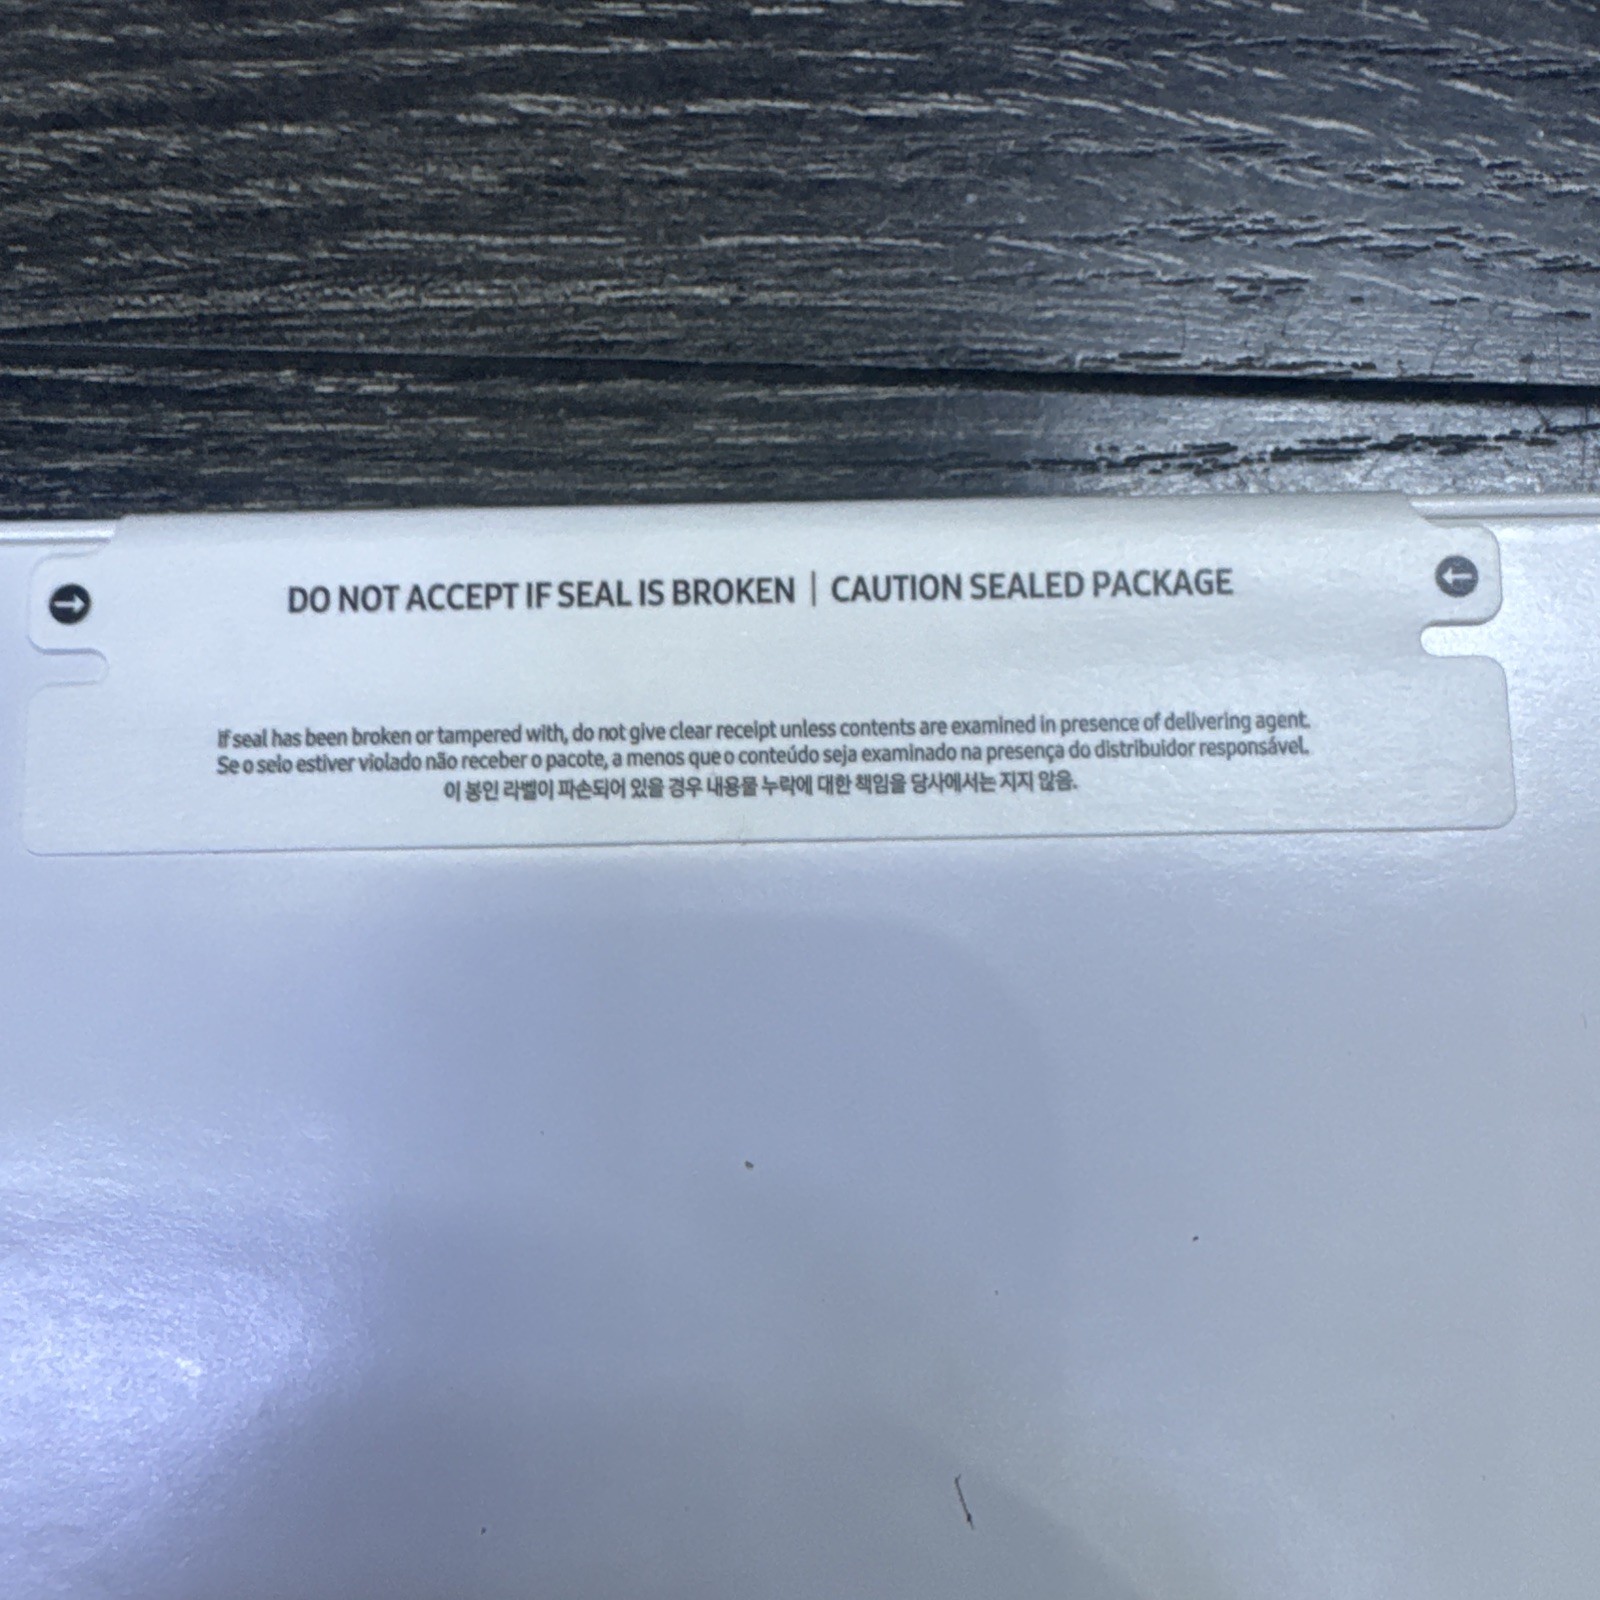 DO NOT ACCEPT IF SEAL IS BROKEN | CAUTION SEALED PACKAGE
If seal has been broken or tampered with, do not give clear receipt unless contents are examined in presence of delivering agent.
Se o selo estiver violado não receber o pacote, a menos que o conteúdo seja examinado na presença do distribuidor responsável.
이 봉인 라벨이 파손되어 있을 경우 내용물 누락에 대한 책임을 당사에서는 지지 않음.